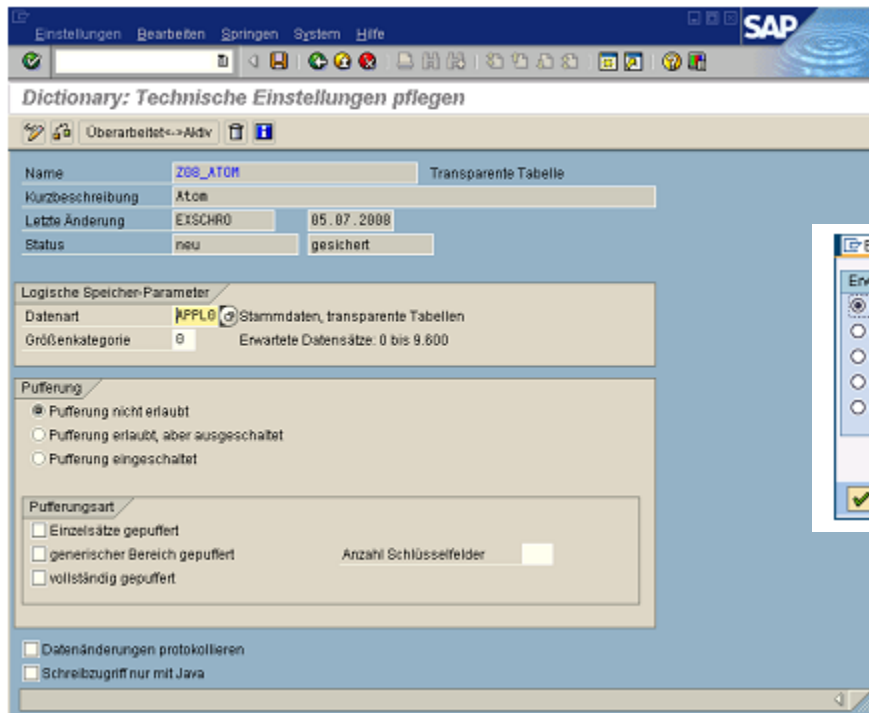 Einstellungen Bearbeiten Springen System Hilfe
SAP
Dictionary: Technische Einstellungen pflegen
Überarbeitet<->Aktiv
Name ZG8_ATOM Transparente Tabelle
Kurzbeschreibung Atom
Letzte Änderung EXSCHRO 05.07.2008
Status neu gesichert
Logische Speicher-Parameter
Datenart APPL0 Stammdaten, transparente Tabellen
Größenkategorie 0 Erwartete Datensätze: 0 bis 9.600
Pufferung
Pufferung nicht erlaubt
Pufferung erlaubt, aber ausgeschaltet
Pufferung eingeschaltet
Pufferungsart
Einzelsätze gepuffert
generischer Bereich gepuffert Anzahl Schlüsselfelder
vollständig gepuffert
Datenänderungen protokollieren
Schreibzugriff nur mit Java